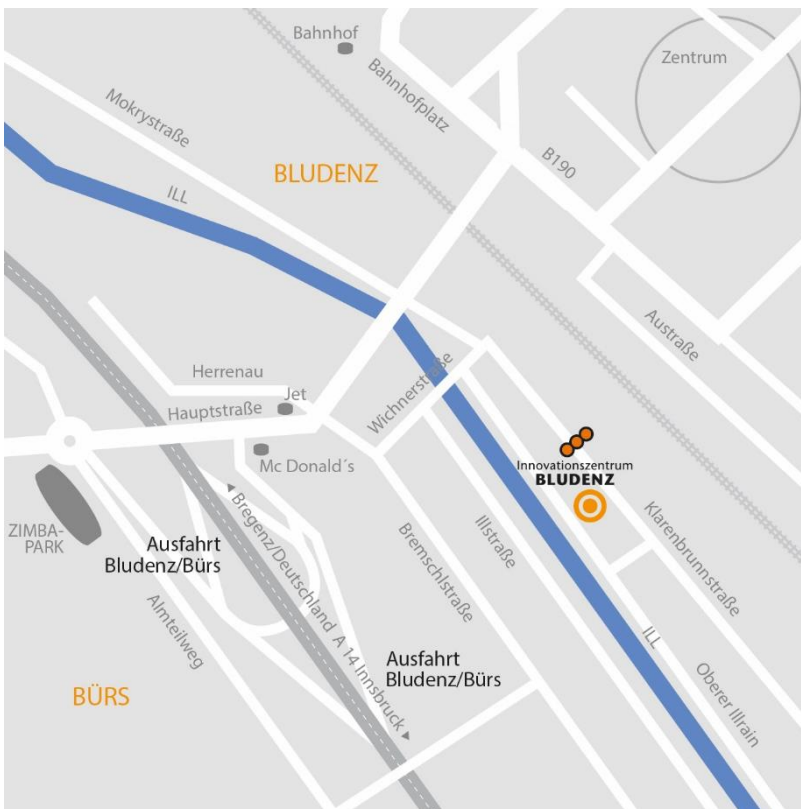 Bahnhof
Bahnhofplatz
Zentrum
Mokrystraße
B190
BLUDENZ
ILL
Austraße
Herrenau
Jet
Hauptstraße
Wichnerstraße
Mc Donald´s
Innovationszentrum
BLUDENZ
ZIMBA-
PARK
Ausfahrt
Bludenz/Bürs
Bregenz/Deutschland A 14 Innsbruck
Bremschlstraße
Illstraße
Klarenbrunnstraße
Almteilweg
ILL
Oberer Illrain
Ausfahrt
Bludenz/Bürs
BÜRS